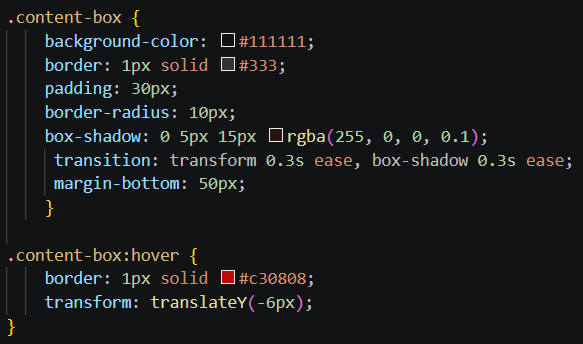 .content-box {
background-color: #111111;
border: 1px solid #333;
padding: 30px;
border-radius: 10px;
box-shadow: 0 5px 15px rgba(255, 0, 0, 0.1);
transition: transform 0.3s ease, box-shadow 0.3s ease;
margin-bottom: 50px;
}
.content-box:hover {
border: 1px solid #c30808;
transform: translateY(-6px);
}